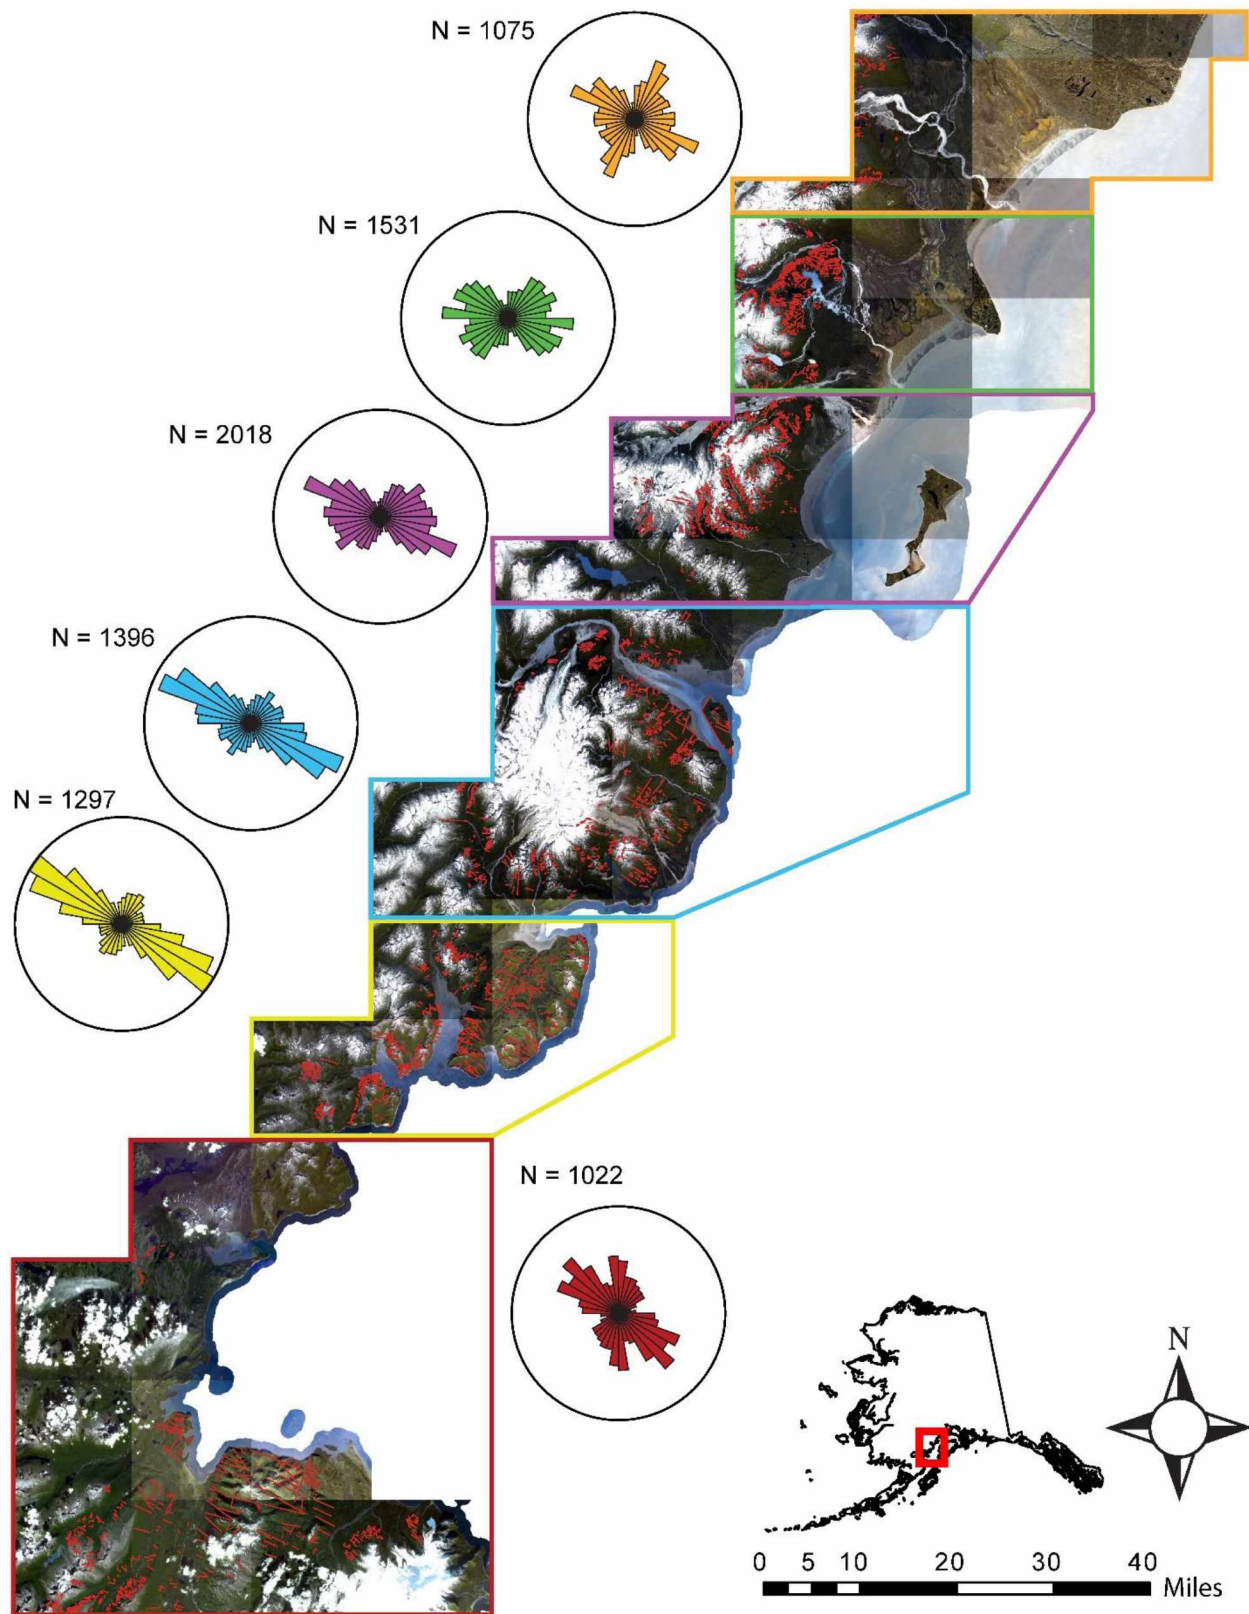 N = 1075
N = 1531
N = 2018
N = 1396
N = 1297
N = 1022
N
0 5 10 20 30 40
Miles